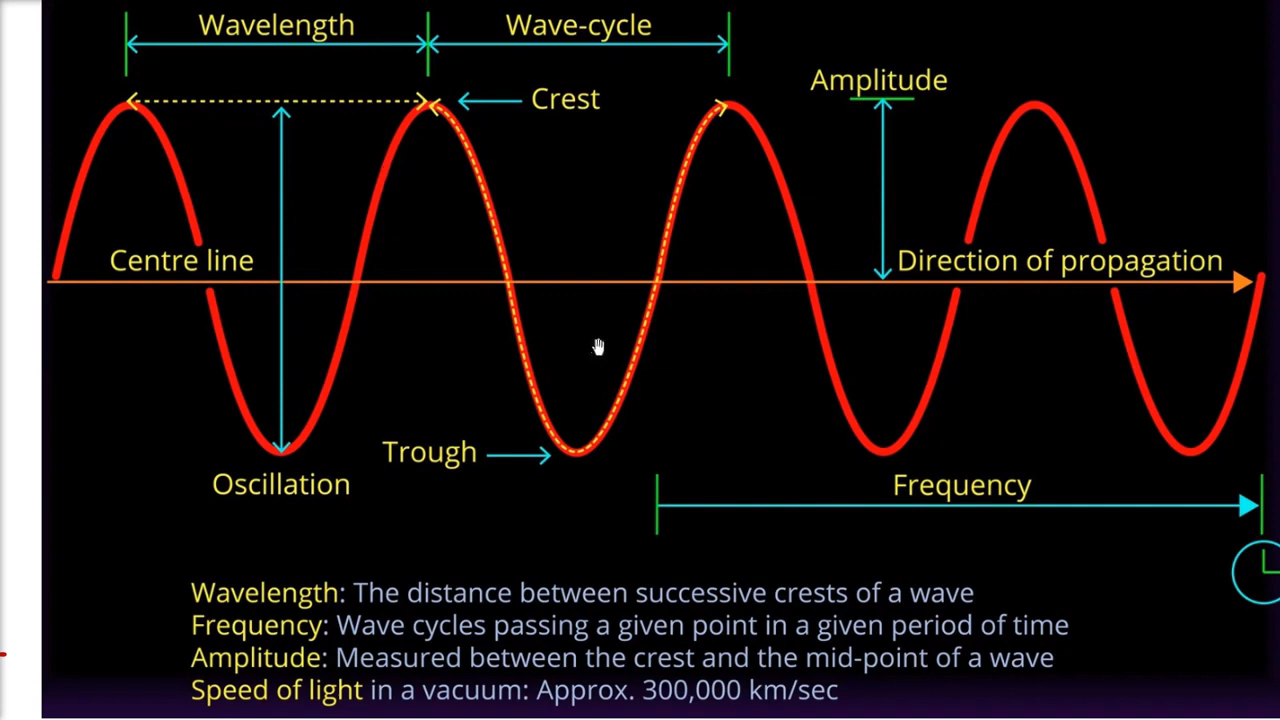 Wavelength
Wave-cycle
Amplitude
Crest
Centre line
Direction of propagation
Trough
Oscillation
Frequency
Wavelength: The distance between successive crests of a wave
Frequency: Wave cycles passing a given point in a given period of time
Amplitude: Measured between the crest and the mid-point of a wave
Speed of light in a vacuum: Approx. 300,000 km/sec